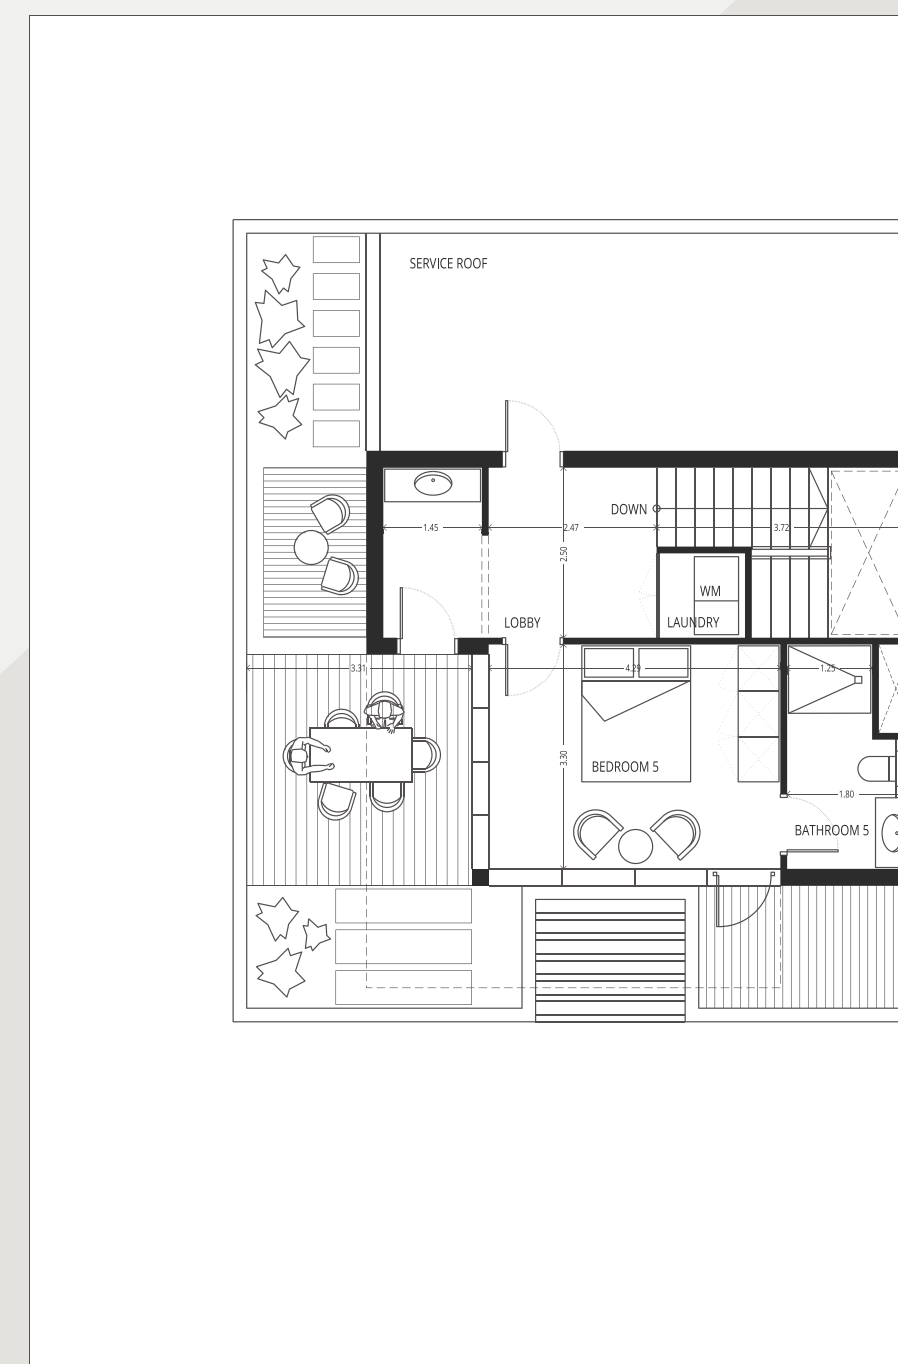 SERVICE ROOF
DOWN
1.45
2.47
3.72
2.50
WM
LOBBY
LAUNDRY
3.31
4.29
1.25
3.30
BEDROOM 5
1.80
BATHROOM 5